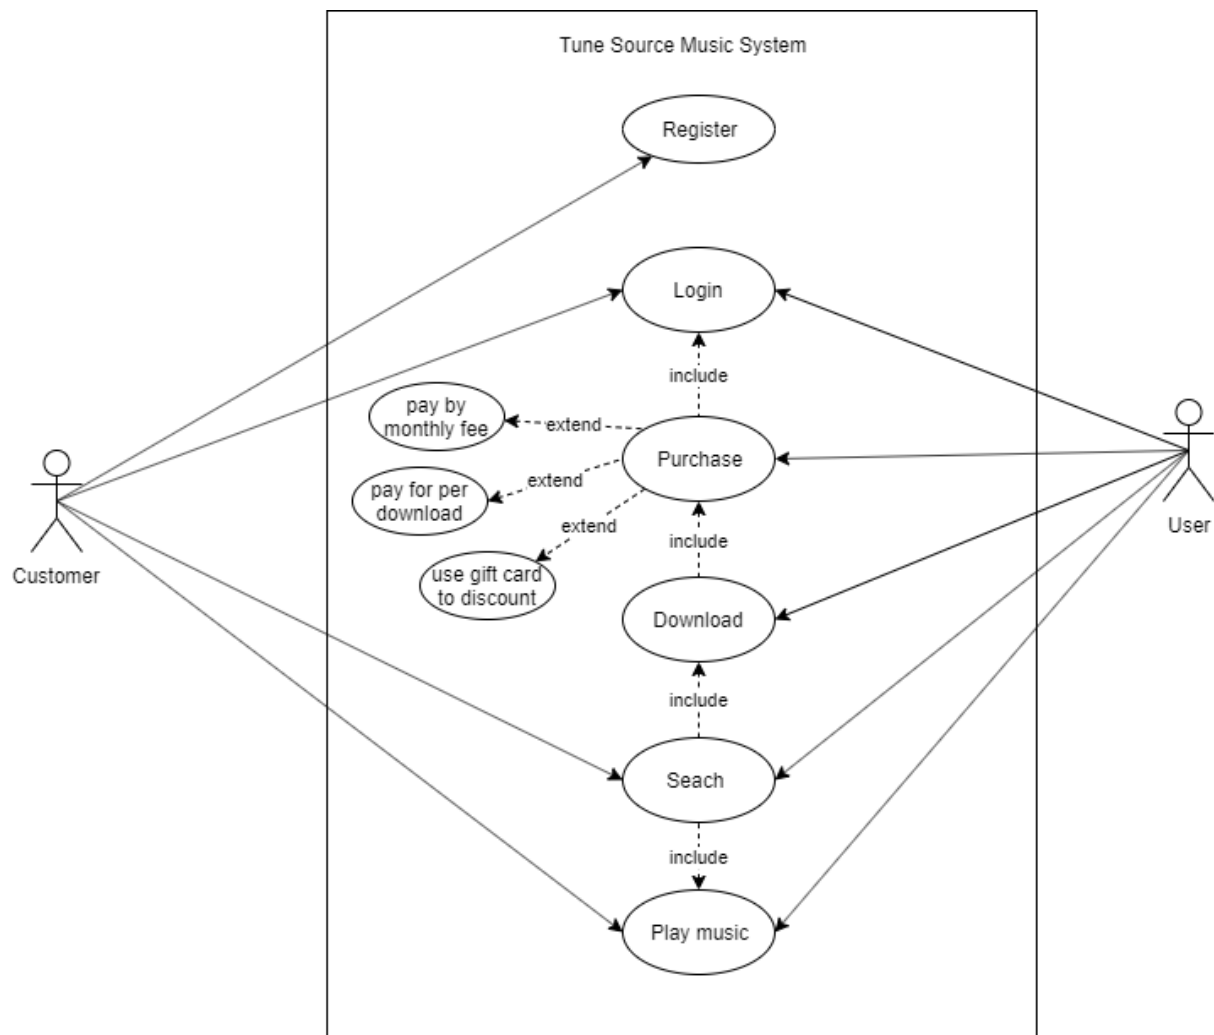 Tune Source Music System
Register
Login
include
pay by
monthly fee
extend
Purchase
pay for per
download
extend
extend
include
use gift card
to discount
Customer
User
Download
include
Seach
include
Play music